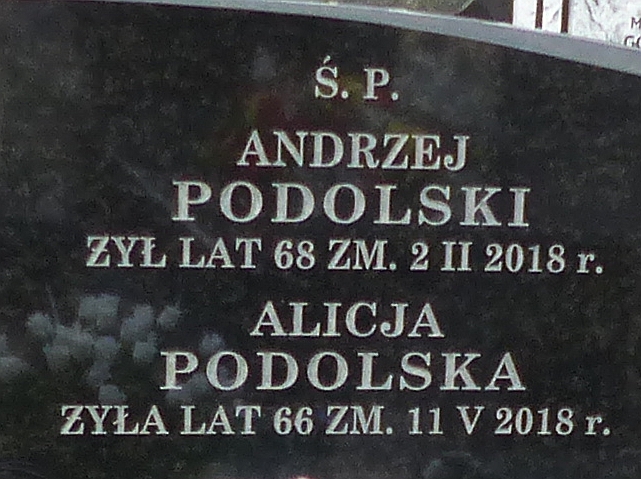 Ś. P.
ANDRZEJ
PODOLSKI
ŻYŁ LAT 68 ZM. 2 II 2018 r.
ALICJA
PODOLSKA
ŻYŁA LAT 66 ZM. 11 V 2018 r.